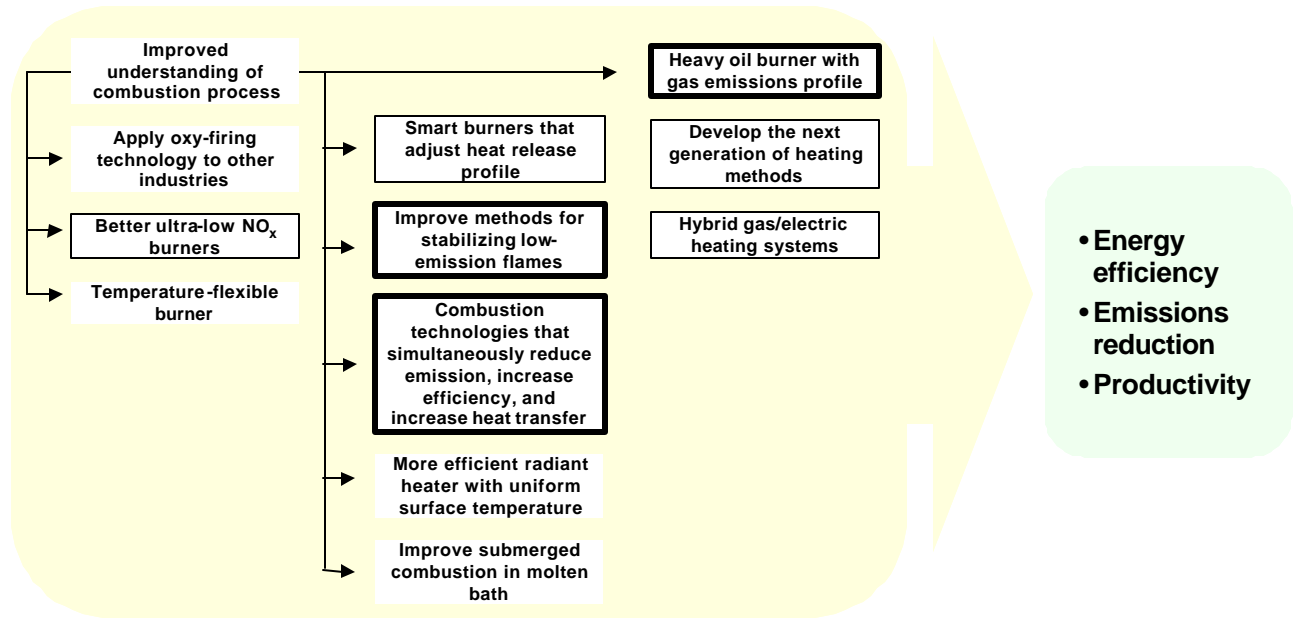 Improved
understanding of
combustion process
Apply oxy-firing
technology to other
industries
Better ultra-low NOx
burners
Temperature-flexible
burner
Smart burners that
adjust heat release
profile
Improve methods for
stabilizing low-
emission flames
Combustion
technologies that
simultaneously reduce
emission, increase
efficiency, and
increase heat transfer
More efficient radiant
heater with uniform
surface temperature
Improve submerged
combustion in molten
bath
Heavy oil burner with
gas emissions profile
Develop the next
generation of heating
methods
Hybrid gas/electric
heating systems
• Energy
efficiency
• Emissions
reduction
• Productivity